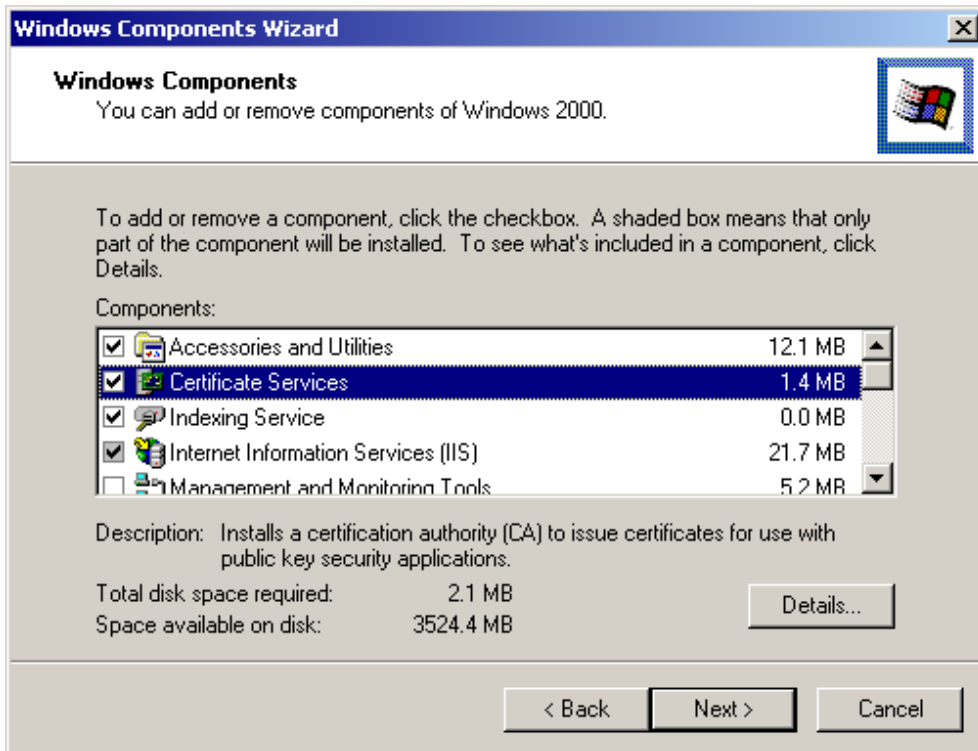 Windows Components Wizard
Windows Components
You can add or remove components of Windows 2000.
To add or remove a component, click the checkbox.  A shaded box means that only
part of the component will be installed.  To see what's included in a component, click
Details.
Components:
Accessories and Utilities 12.1 MB
Certificate Services 1.4 MB
Indexing Service 0.0 MB
Internet Information Services (IIS) 21.7 MB
Management and Monitoring Tools 5.2 MB
Description: Installs a certification authority (CA) to issue certificates for use with
public key security applications.
Total disk space required: 2.1 MB
Space available on disk: 3524.4 MB
Details...
< Back Next > Cancel